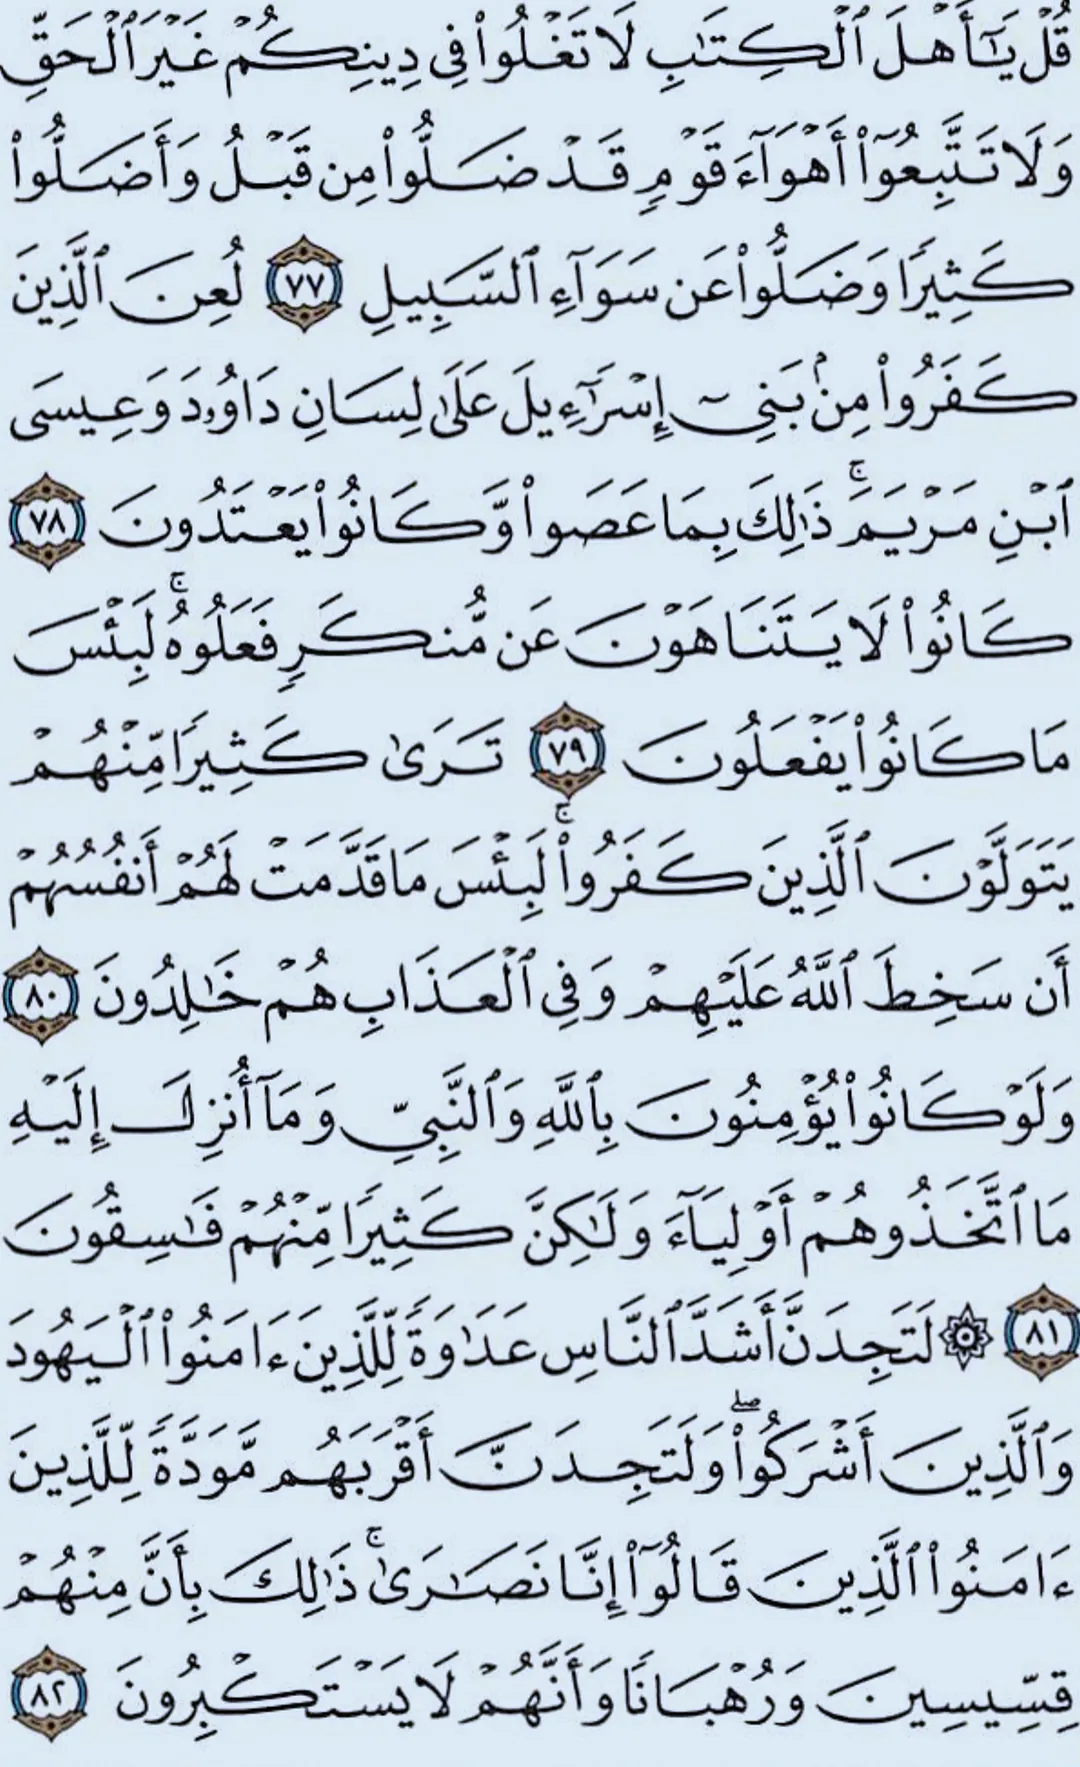 قُلْ يَـٰٓأَهْلَ ٱلْكِتَـٰبِ لَا تَغْلُوا۟ فِى دِينِكُمْ غَيْرَ ٱلْحَقِّ
وَلَا تَتَّبِعُوٓا۟ أَهْوَآءَ قَوْمٍ قَدْ ضَلُّوا۟ مِن قَبْلُ وَأَضَلُّوا۟
كَثِيرًا وَضَلُّوا۟ عَن سَوَآءِ ٱلسَّبِيلِ ٧٧ لُعِنَ ٱلَّذِينَ
كَفَرُوا۟ مِنۢ بَنِىٓ إِسْرَٰٓءِيلَ عَلَىٰ لِسَانِ دَاوُۥدَ وَعِيسَى
ٱبْنِ مَرْيَمَ ۚ ذَٰلِكَ بِمَا عَصَوا۟ وَّكَانُوا۟ يَعْتَدُونَ ٧٨
كَانُوا۟ لَا يَتَنَاهَوْنَ عَن مُّنكَرٍ فَعَلُوهُ ۚ لَبِئْسَ
مَا كَانُوا۟ يَفْعَلُونَ ٧٩ تَرَىٰ كَثِيرًا مِّنْهُمْ
يَتَوَلَّوْنَ ٱلَّذِينَ كَفَرُوا۟ ۚ لَبِئْسَ مَا قَدَّمَتْ لَهُمْ أَنفُسُهُمْ
أَن سَخِطَ ٱللَّهُ عَلَيْهِمْ وَفِى ٱلْعَذَابِ هُمْ خَـٰلِدُونَ ٨٠
وَلَوْ كَانُوا۟ يُؤْمِنُونَ بِٱللَّهِ وَٱلنَّبِىِّ وَمَآ أُنزِلَ إِلَيْهِ
مَا ٱتَّخَذُوهُمْ أَوْلِيَآءَ وَلَـٰكِنَّ كَثِيرًا مِّنْهُمْ فَـٰسِقُونَ
٨١ ۞ لَتَجِدَنَّ أَشَدَّ ٱلنَّاسِ عَدَٰوَةً لِّلَّذِينَ ءَامَنُوا۟ ٱلْيَهُودَ
وَٱلَّذِينَ أَشْرَكُوا۟ ۖ وَلَتَجِدَنَّ أَقْرَبَهُم مَّوَدَّةً لِّلَّذِينَ
ءَامَنُوا۟ ٱلَّذِينَ قَالُوٓا۟ إِنَّا نَصَـٰرَىٰ ۚ ذَٰلِكَ بِأَنَّ مِنْهُمْ
قِسِّيسِينَ وَرُهْبَانًا وَأَنَّهُمْ لَا يَسْتَكْبِرُونَ ٨٢